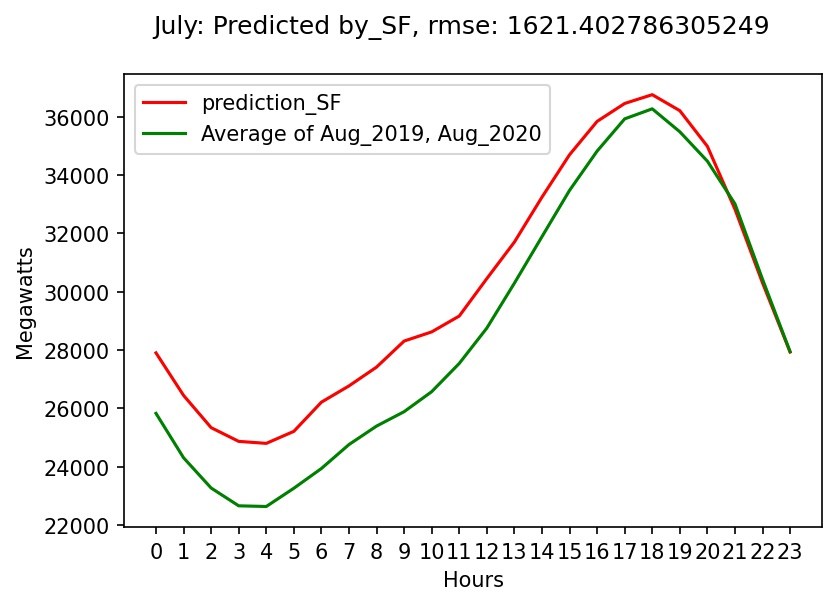 July: Predicted by_SF, rmse: 1621.402786305249
prediction_SF
Average of Aug_2019, Aug_2020
Megawatts
36000
34000
32000
30000
28000
26000
24000
22000
0 1 2 3 4 5 6 7 8 9 10 11 12 13 14 15 16 17 18 19 20 21 22 23
Hours